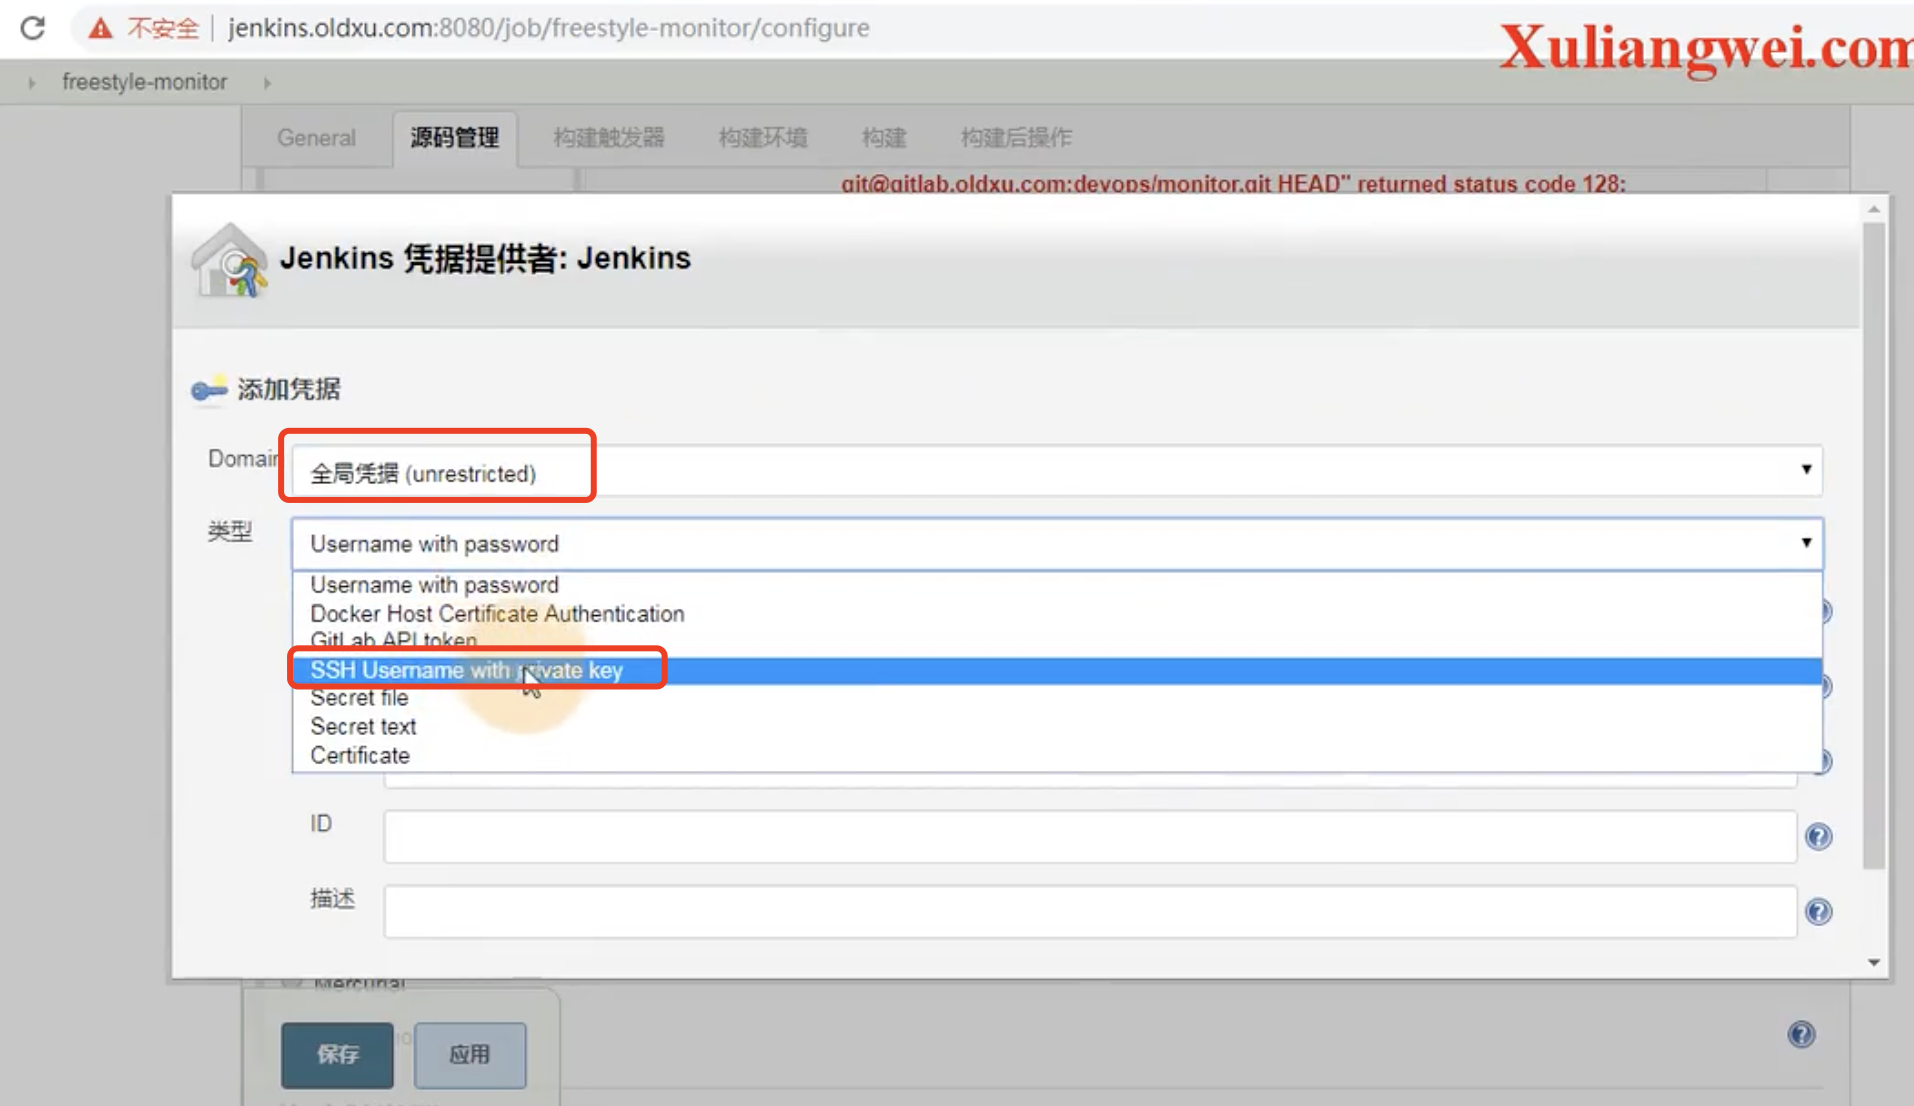 不安全 jenkins.oldxu.com:8080/job/freestyle-monitor/configure
Xuliangwei.com
freestyle-monitor
General 源码管理 构建触发器 构建环境 构建 构建后操作
git@gitlab.oldxu.com:devops/monitor.git HEAD" returned status code 128:
Jenkins 凭据提供者: Jenkins
添加凭据
Domain 全局凭据 (unrestricted)
类型 Username with password
Username with password
Docker Host Certificate Authentication
GitLab API token
SSH Username with private key
Secret file
Secret text
Certificate
ID
描述
Mercurial
保存 应用